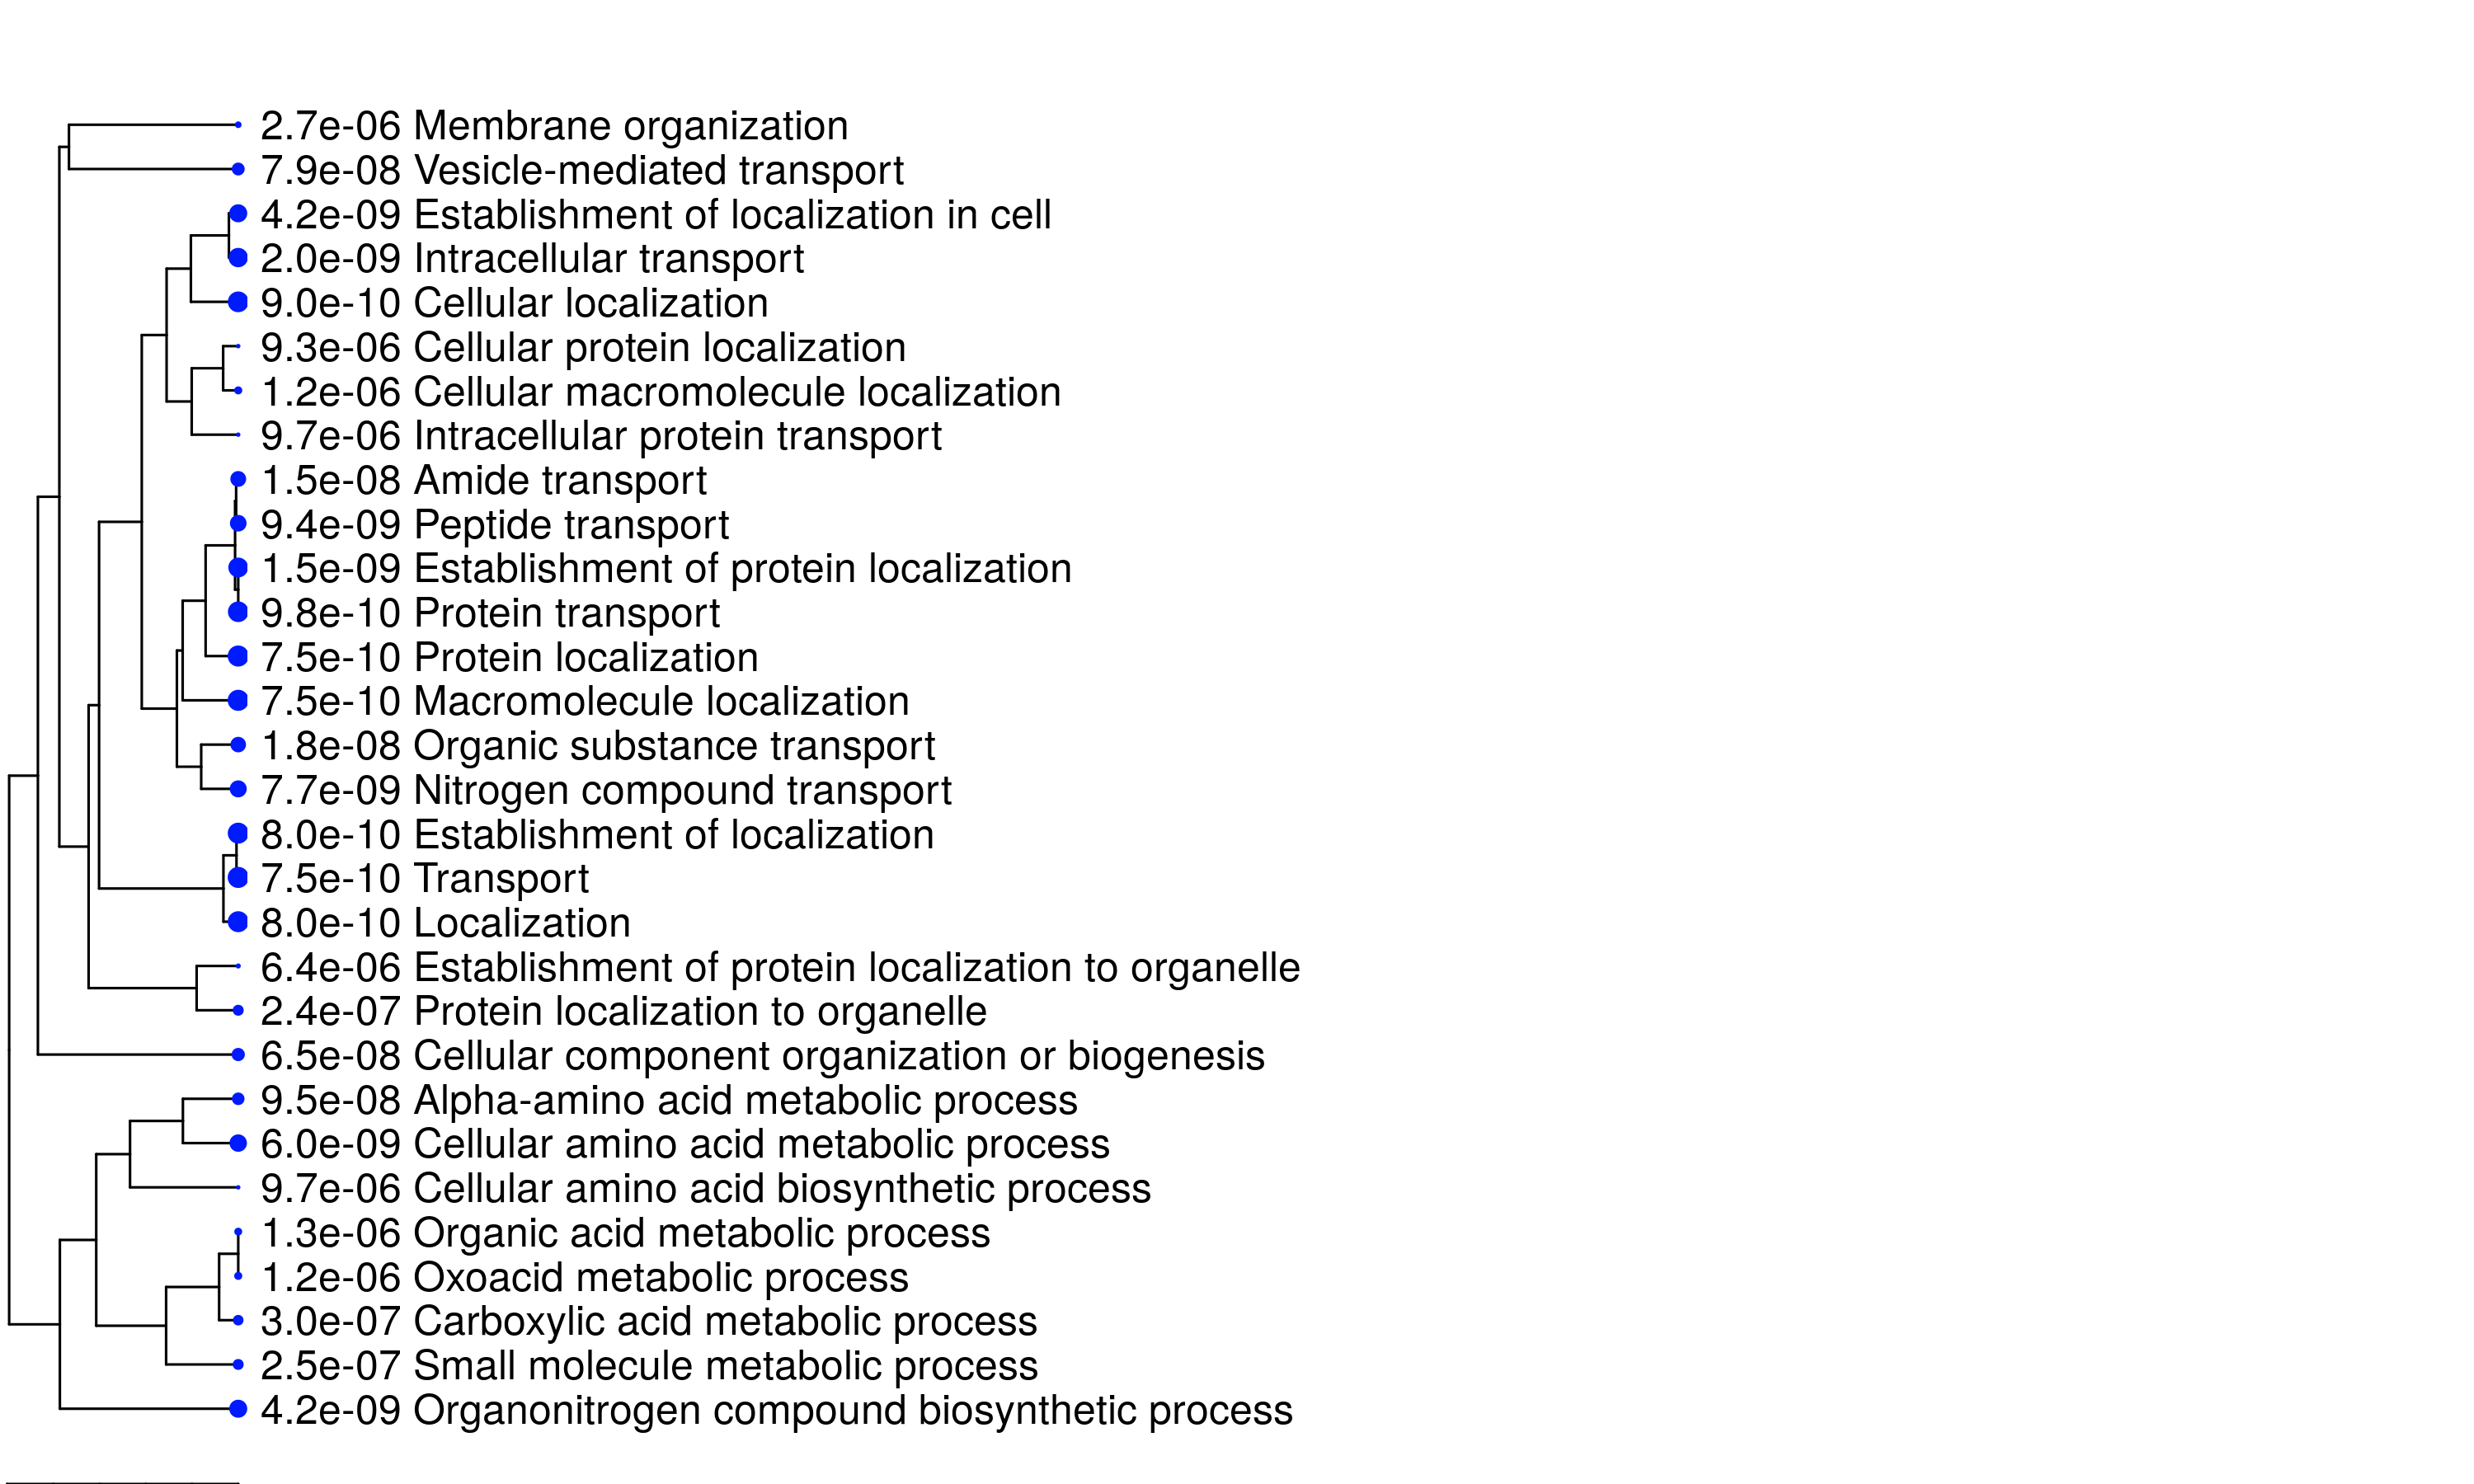 2.7e-06 Membrane organization
7.9e-08 Vesicle-mediated transport
4.2e-09 Establishment of localization in cell
2.0e-09 Intracellular transport
9.0e-10 Cellular localization
9.3e-06 Cellular protein localization
1.2e-06 Cellular macromolecule localization
9.7e-06 Intracellular protein transport
1.5e-08 Amide transport
9.4e-09 Peptide transport
1.5e-09 Establishment of protein localization
9.8e-10 Protein transport
7.5e-10 Protein localization
7.5e-10 Macromolecule localization
1.8e-08 Organic substance transport
7.7e-09 Nitrogen compound transport
8.0e-10 Establishment of localization
7.5e-10 Transport
8.0e-10 Localization
6.4e-06 Establishment of protein localization to organelle
2.4e-07 Protein localization to organelle
6.5e-08 Cellular component organization or biogenesis
9.5e-08 Alpha-amino acid metabolic process
6.0e-09 Cellular amino acid metabolic process
9.7e-06 Cellular amino acid biosynthetic process
1.3e-06 Organic acid metabolic process
1.2e-06 Oxoacid metabolic process
3.0e-07 Carboxylic acid metabolic process
2.5e-07 Small molecule metabolic process
4.2e-09 Organonitrogen compound biosynthetic process